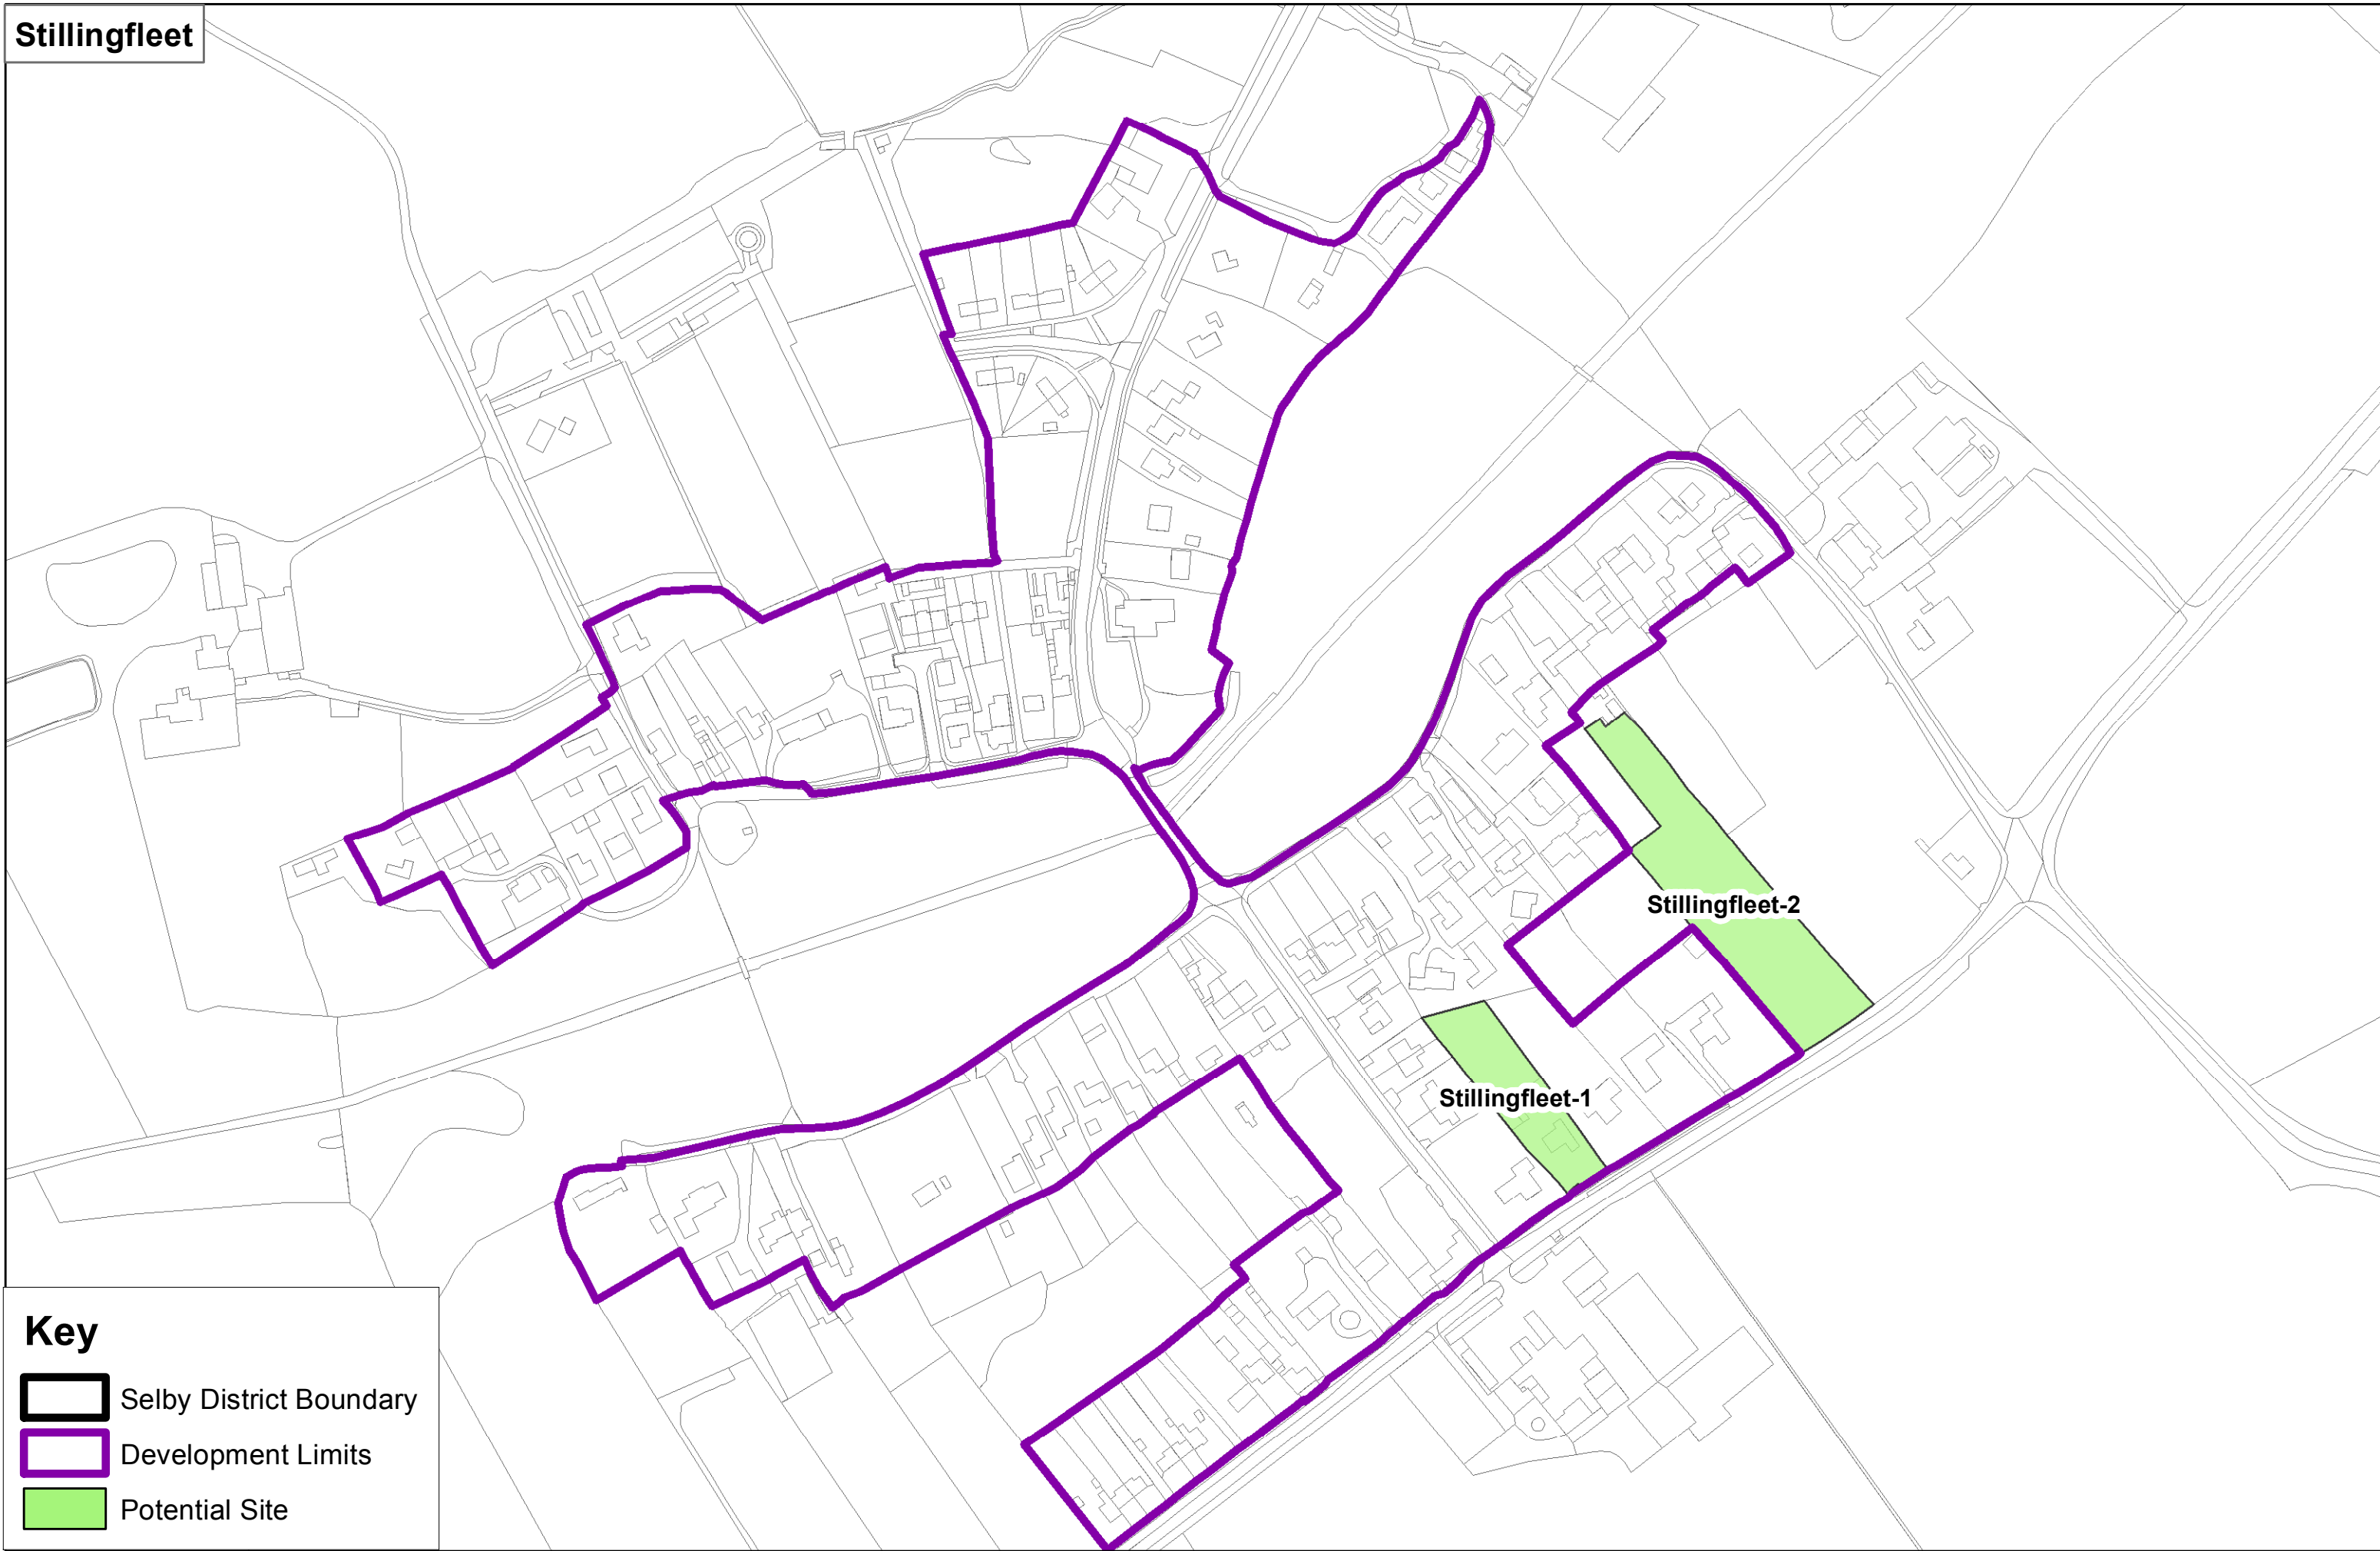 Stillingfleet
Stillingfleet-2
Stillingfleet-1
Key
Selby District Boundary
Development Limits
Potential Site